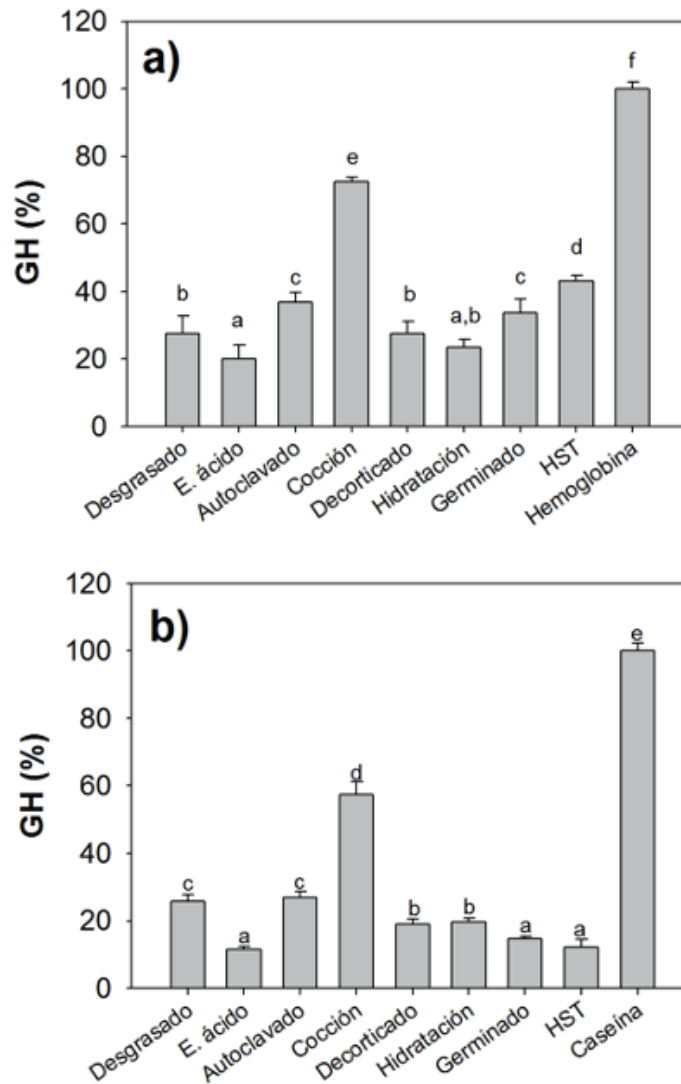 a)
GH (%)
120
100
80
60
40
20
0
b
a
c
e
b
a,b
c
d
f
Desgrasado
E. ácido
Autoclavado
Cocción
Decorticado
Hidratación
Germinado
HST
Hemoglobina
b)
GH (%)
120
100
80
60
40
20
0
c
a
c
d
b
b
a
a
e
Desgrasado
E. ácido
Autoclavado
Cocción
Decorticado
Hidratación
Germinado
HST
Caseína